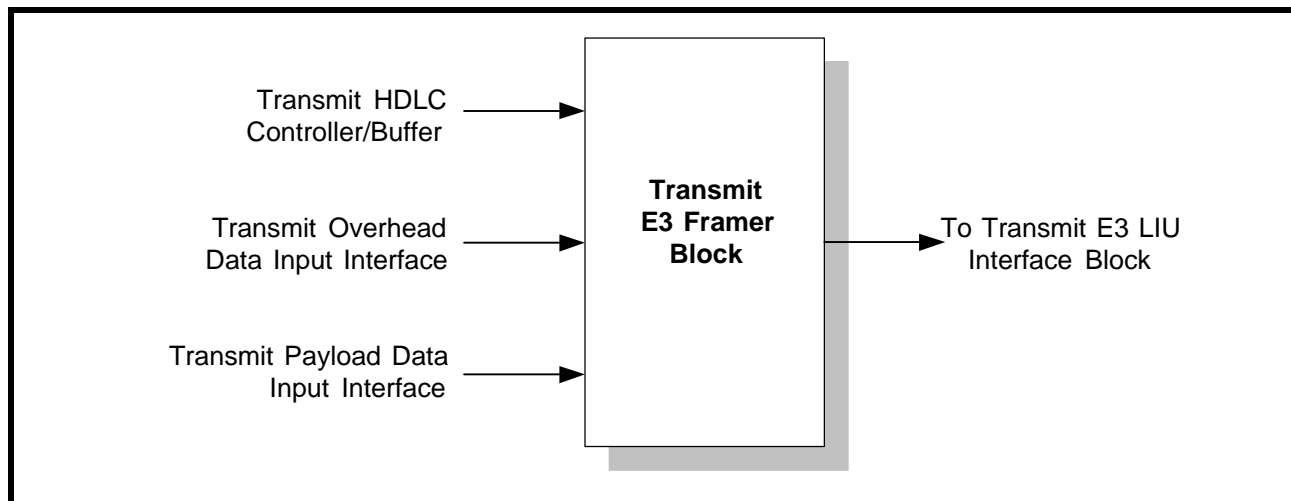 Transmit HDLC
Controller/Buffer
Transmit Overhead
Data Input Interface
Transmit Payload Data
Input Interface
Transmit
E3 Framer
Block
To Transmit E3 LIU
Interface Block